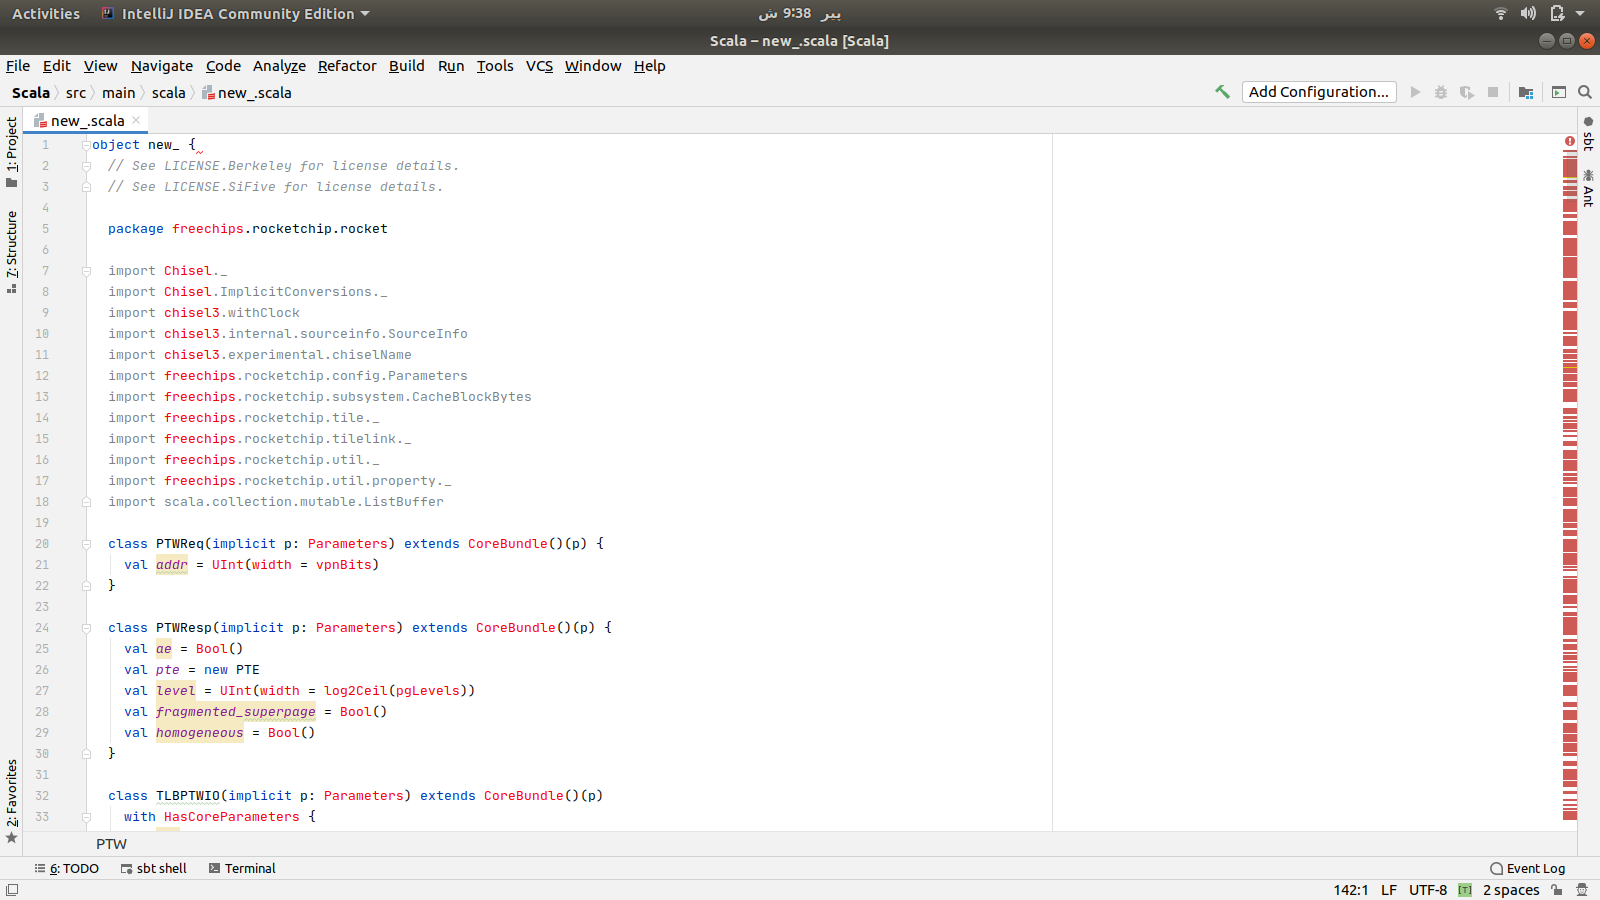 Activities IntelliJ IDEA Community Edition پیر 9:38 ش
Scala – new_.scala [Scala]
File Edit View Navigate Code Analyze Refactor Build Run Tools VCS Window Help
Scala src main scala new_.scala Add Configuration...
new_.scala
1: Project
7: Structure
2: Favorites
sbt
Ant
1 object new_ {
2 // See LICENSE.Berkeley for license details.
3 // See LICENSE.SiFive for license details.
4
5 package freechips.rocketchip.rocket
6
7 import Chisel._
8 import Chisel.ImplicitConversions._
9 import chisel3.withClock
10 import chisel3.internal.sourceinfo.SourceInfo
11 import chisel3.experimental.chiselName
12 import freechips.rocketchip.config.Parameters
13 import freechips.rocketchip.subsystem.CacheBlockBytes
14 import freechips.rocketchip.tile._
15 import freechips.rocketchip.tilelink._
16 import freechips.rocketchip.util._
17 import freechips.rocketchip.util.property._
18 import scala.collection.mutable.ListBuffer
19
20 class PTWReq(implicit p: Parameters) extends CoreBundle()(p) {
21 val addr = UInt(width = vpnBits)
22 }
23
24 class PTWResp(implicit p: Parameters) extends CoreBundle()(p) {
25 val ae = Bool()
26 val pte = new PTE
27 val level = UInt(width = log2Ceil(pgLevels))
28 val fragmented_superpage = Bool()
29 val homogeneous = Bool()
30 }
31
32 class TLBPTWIO(implicit p: Parameters) extends CoreBundle()(p)
33 with HasCoreParameters {
PTW
6: TODO sbt shell Terminal Event Log
142:1 LF UTF-8 [T] 2 spaces